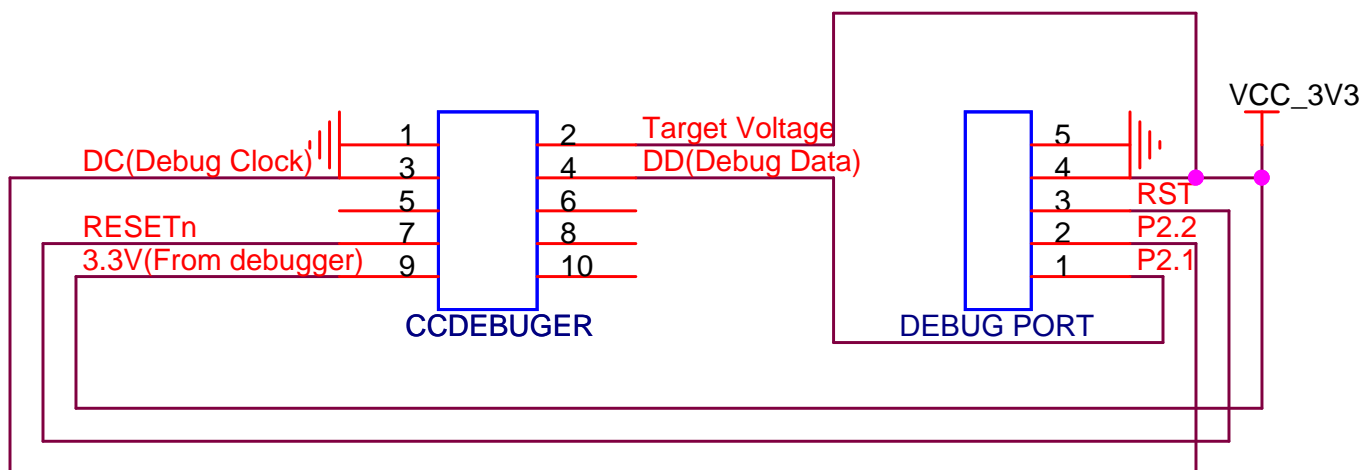 VCC_3V3
1
2
Target Voltage
5
DC(Debug Clock)
3
4
DD(Debug Data)
4
5
6
3
RST
RESETn
7
8
2
P2.2
3.3V(From debugger)
9
10
1
P2.1
CCDEBUGER
DEBUG PORT